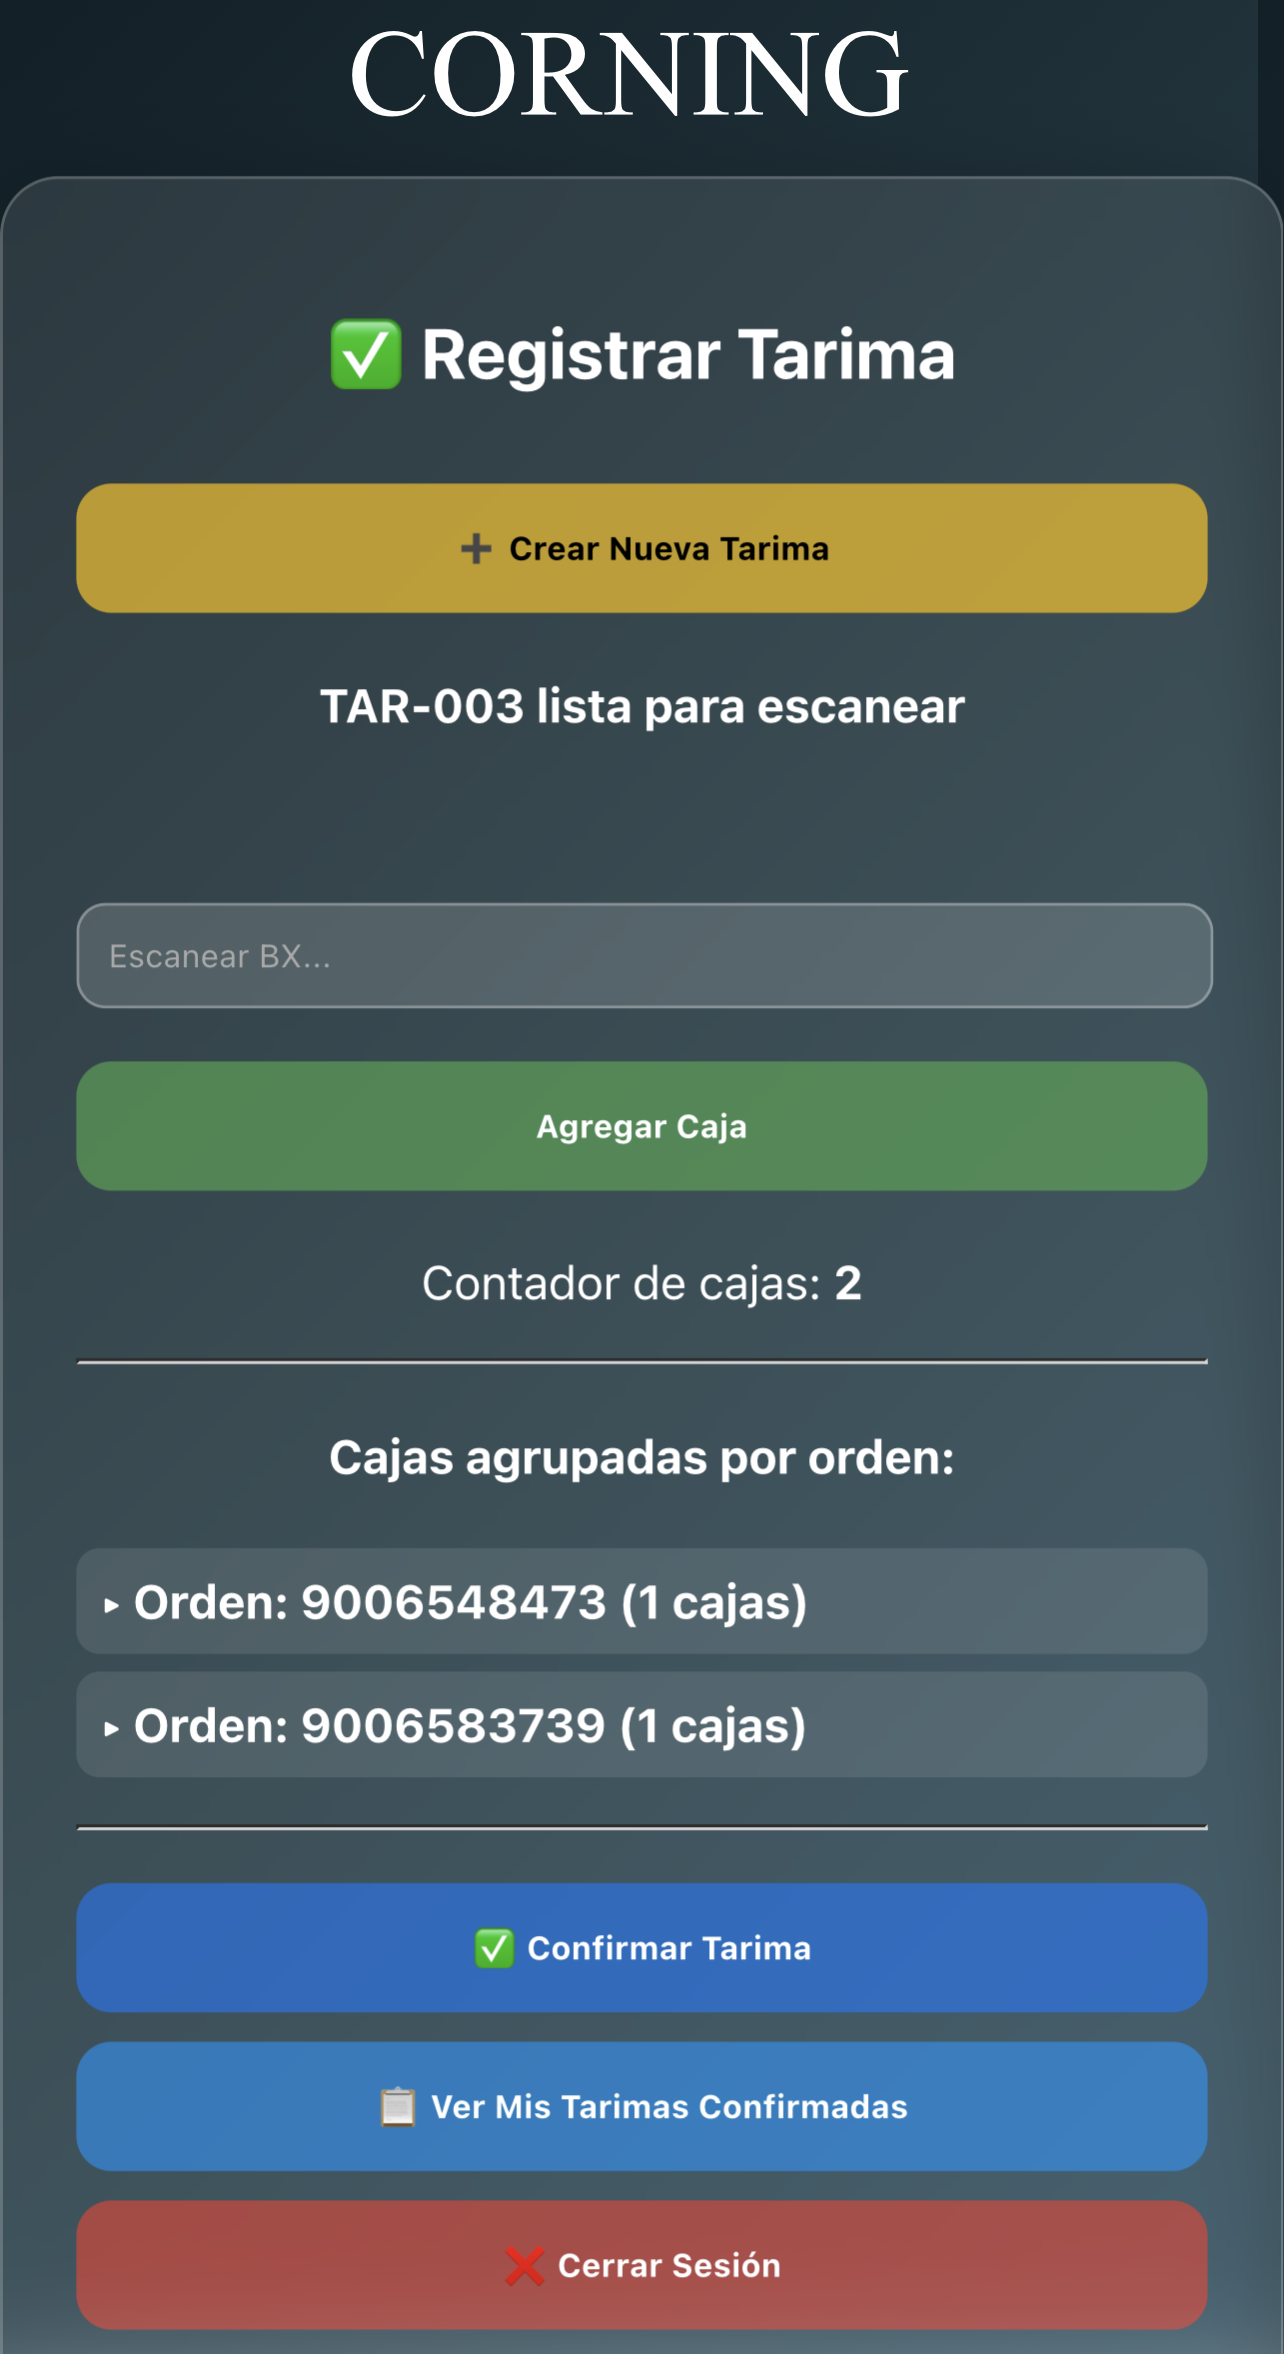 CORNING
✅ Registrar Tarima
➕ Crear Nueva Tarima
TAR-003 lista para escanear
Escanear BX...
Agregar Caja
Contador de cajas: 2
Cajas agrupadas por orden:
▸ Orden: 9006548473 (1 cajas)
▸ Orden: 9006583739 (1 cajas)
✅ Confirmar Tarima
📋 Ver Mis Tarimas Confirmadas
❌ Cerrar Sesión